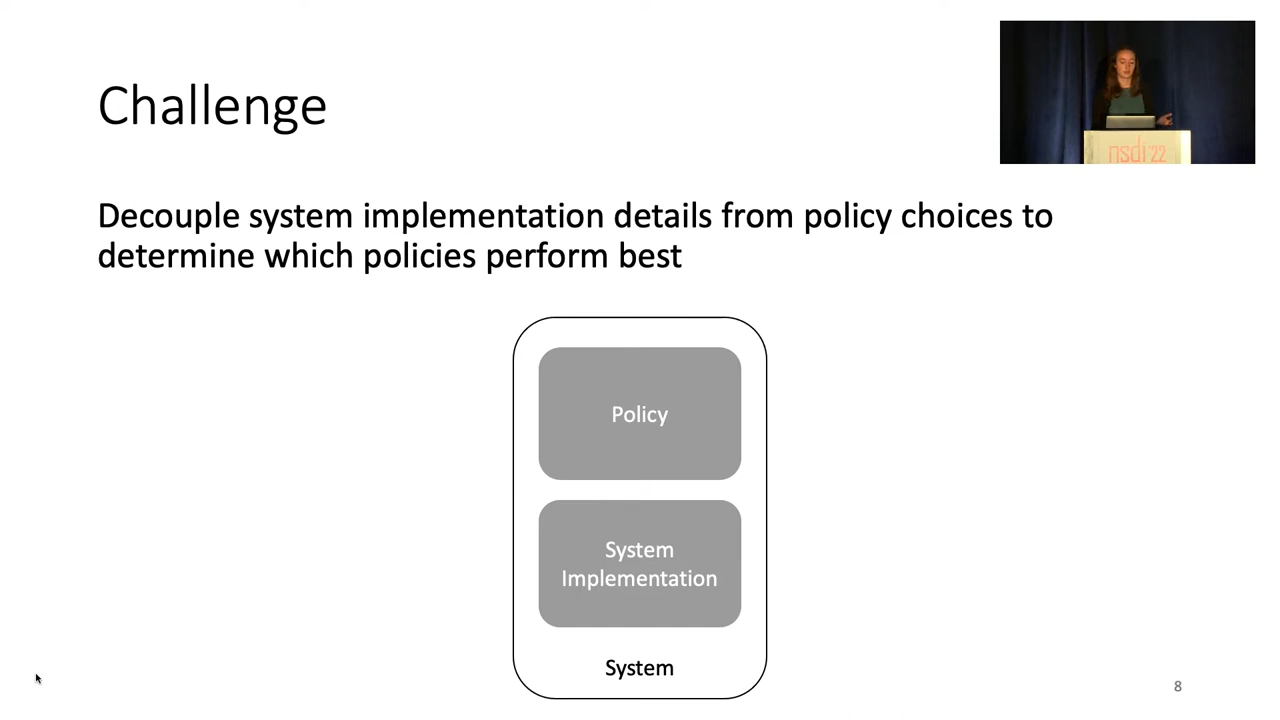 Challenge
nsdi '22
Decouple system implementation details from policy choices to
determine which policies perform best
Policy
System
Implementation
System
8